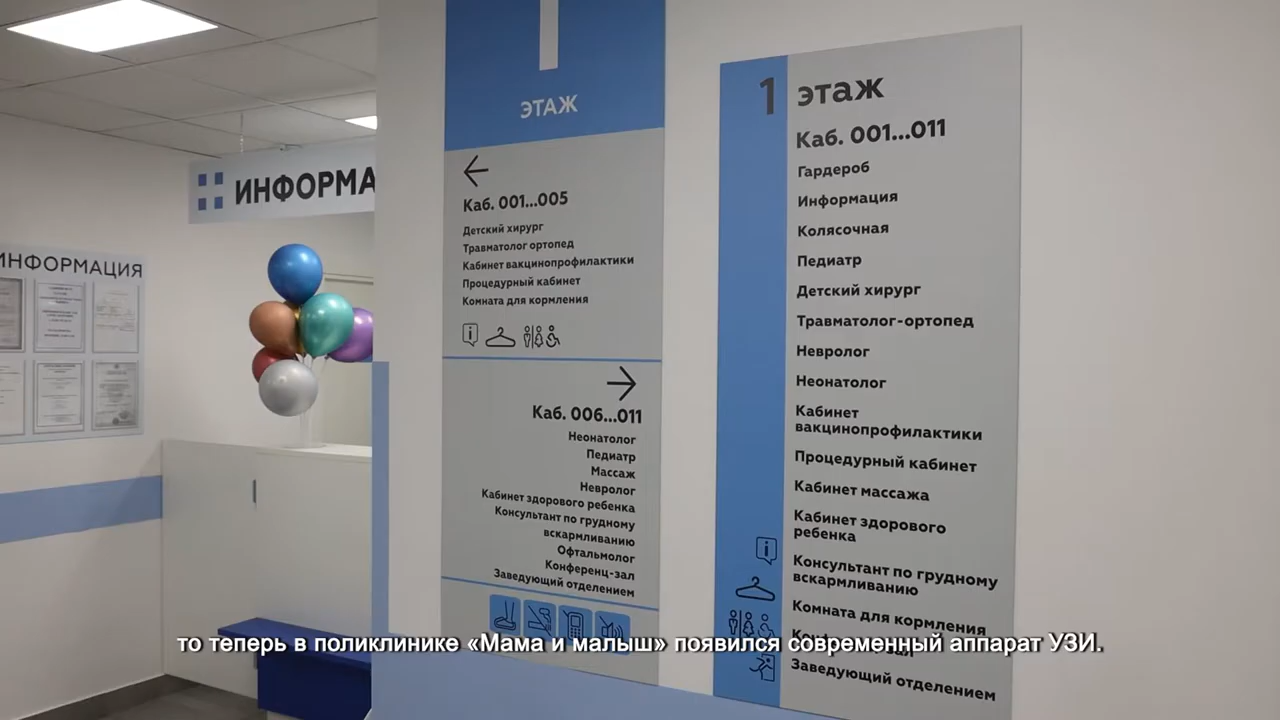 ИНФОРМАЦИЯ
ИНФОРМА
1
ЭТАЖ
Каб. 001...005
Детский хирург
Травматолог ортопед
Кабинет вакцинопрофилактики
Процедурный кабинет
Комната для кормления
Каб. 006...011
Неонатолог
Педиатр
Массаж
Невролог
Кабинет здорового ребенка
Консультант по грудному
вскармливанию
Офтальмолог
Конференц-зал
Заведующий отделением
1 этаж
Каб. 001...011
Гардероб
Информация
Колясочная
Педиатр
Детский хирург
Травматолог-ортопед
Невролог
Неонатолог
Кабинет
вакцинопрофилактики
Процедурный кабинет
Кабинет массажа
Кабинет здорового
ребенка
Консультант по грудному
вскармливанию
Комната для кормления
Заведующий отделением
то теперь в поликлинике «Мама и малыш» появился современный аппарат УЗИ.